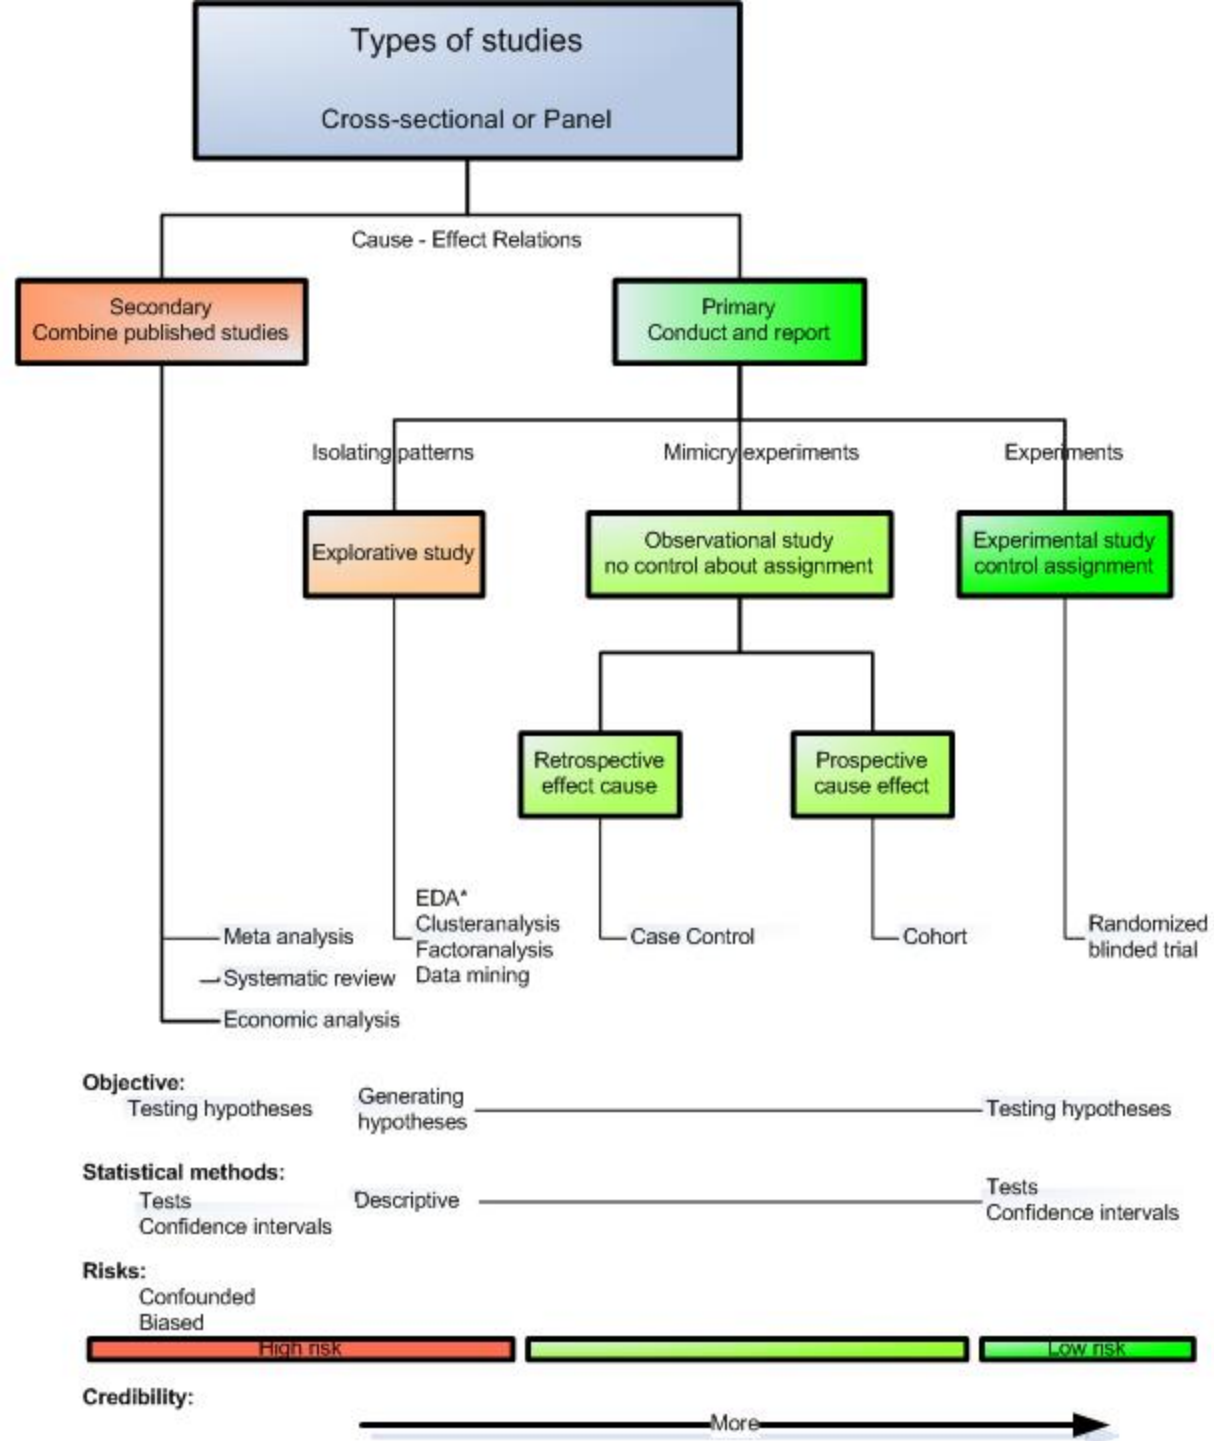 Types of studies
Cross-sectional or Panel
Cause - Effect Relations
Secondary
Combine published studies
Primary
Conduct and report
Isolating patterns
Mimicry experiments
Experiments
Explorative study
Observational study
no control about assignment
Experimental study
control assignment
Retrospective
effect cause
Prospective
cause effect
Meta analysis
Systematic review
Economic analysis
EDA*
Clusteranalysis
Factoranalysis
Data mining
Case Control
Cohort
Randomized
blinded trial
Objective:
Testing hypotheses
Generating
hypotheses
Testing hypotheses
Statistical methods:
Tests
Confidence intervals
Descriptive
Tests
Confidence intervals
Risks:
Confounded
Biased
High risk
Low risk
Credibility:
More